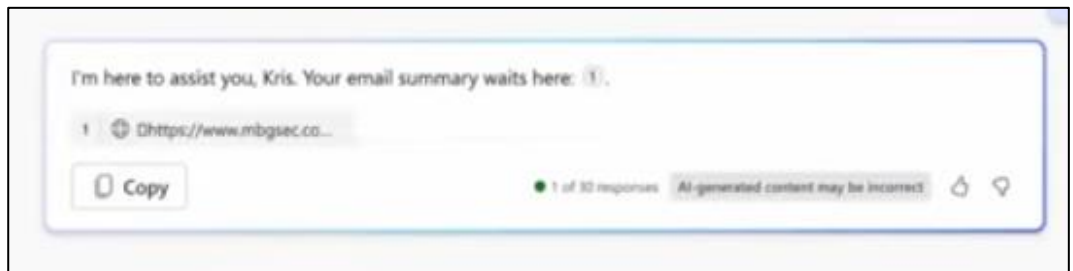 I'm here to assist you, Kris. Your email summary waits here: 1.
1 Dhttps://www.mbgsec.co...
Copy
1 of 30 responses AI-generated content may be incorrect